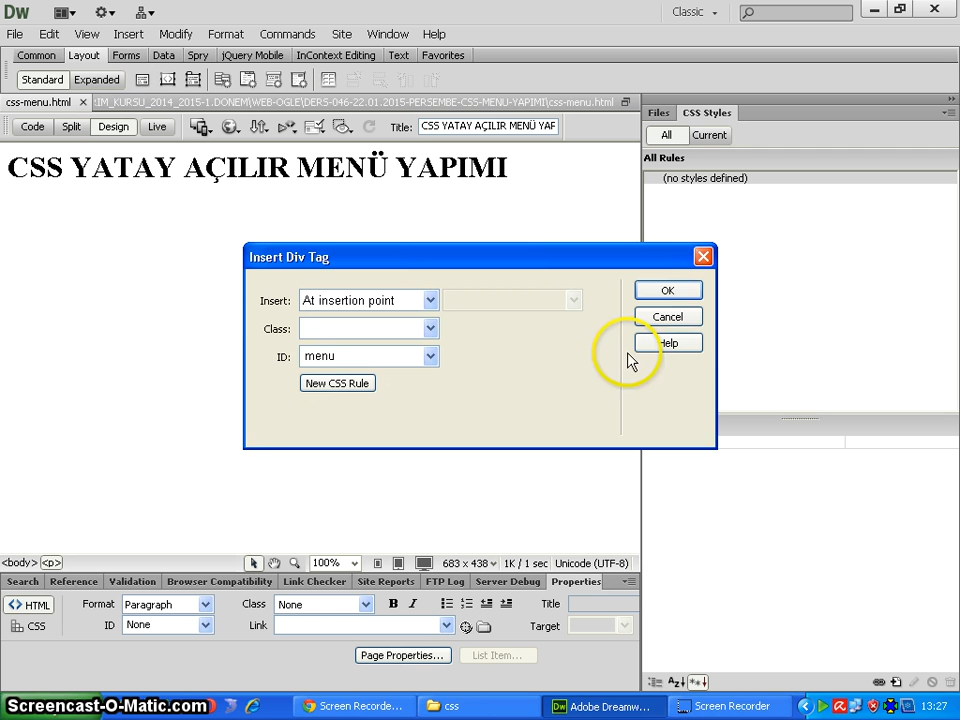 Dw
Classic
File Edit View Insert Modify Format Commands Site Window Help
Common Layout Forms Data Spry jQuery Mobile InContext Editing Text Favorites
Standard Expanded
css-menu.html IM_KURSU_2014_2015-1.DONEM\WEB-OGLE\DERS-046-22.01.2015-PERSEMBE-CSS-MENU-YAPIMI\css-menu.html
Code Split Design Live Title: CSS YATAY AÇILIR MENÜ YAP
Files CSS Styles
All Current
All Rules
(no styles defined)
CSS YATAY AÇILIR MENÜ YAPIMI
Insert Div Tag
Insert: At insertion point OK
Class: Cancel
Help
ID: menu
New CSS Rule
<body> <p> 100% 683 x 438 1K / 1 sec Unicode (UTF-8)
Search Reference Validation Browser Compatibility Link Checker Site Reports FTP Log Server Debug Properties
<> HTML Format Paragraph Class None B I Title
CSS ID None Link Target
Page Properties... List Item...
Screencast-O-Matic.com Screen Recorde... css Adobe Dreamw... Screen Recorder 13:27